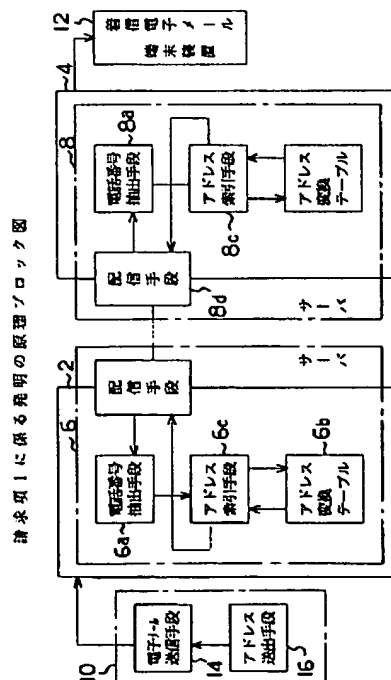 請求項1に係る発明の原理ブロック図
10
電子メール
送信手段
14
アドレス
送出手段
16
6
2
配信
手段
電話番号
抽出手段
6a
アドレス
索引手段
6c
アドレス
変換
テーブル
6b
サーバ
8
4
配信
手段
8d
電話番号
抽出手段
8a
アドレス
索引手段
8c
アドレス
変換
テーブル
サーバ
12
着信電子メール
端末装置